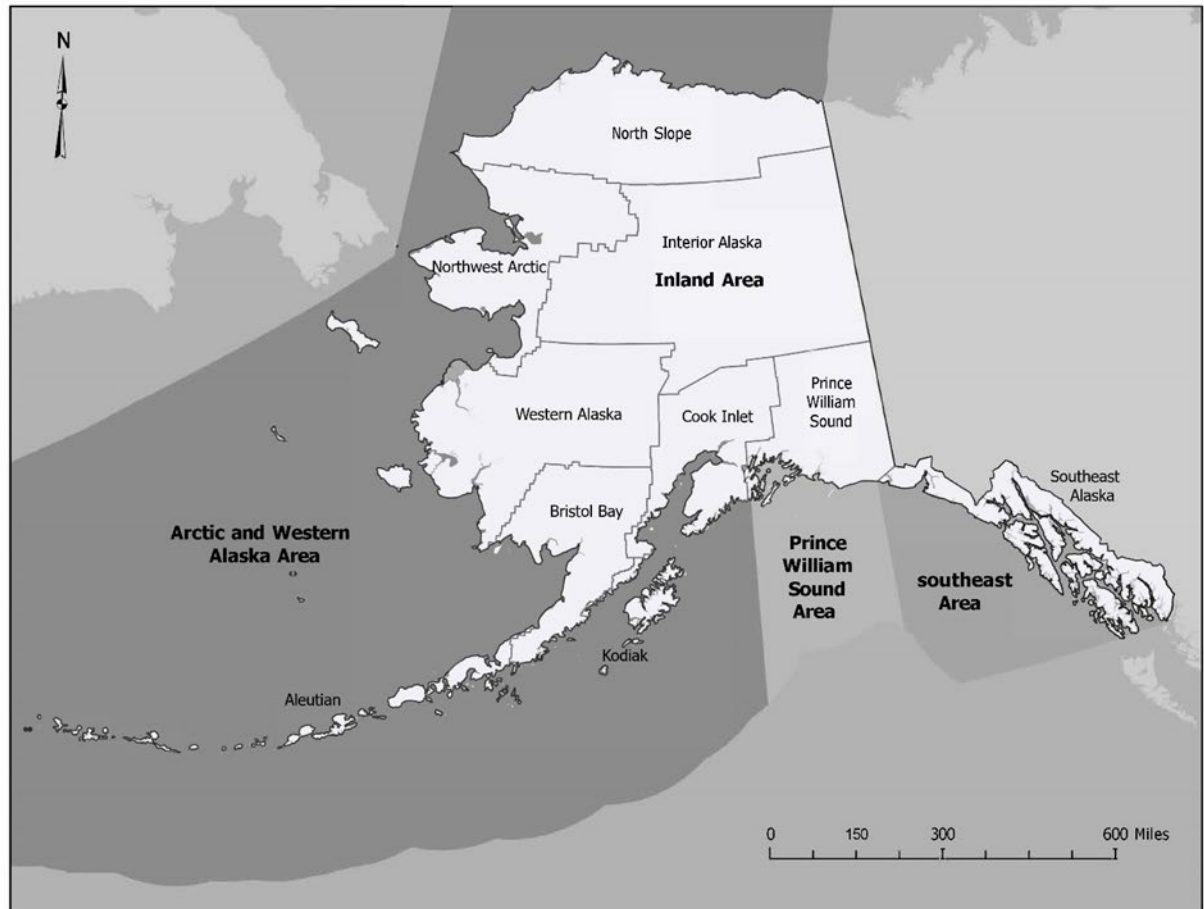 N
North Slope
Interior Alaska
Inland Area
Northwest Arctic
Prince
William
Sound
Western Alaska
Cook Inlet
Southeast
Alaska
Bristol Bay
Arctic and Western
Alaska Area
Prince
William
Sound
Area
southeast
Area
Kodiak
Aleutian
0 150 300 600 Miles